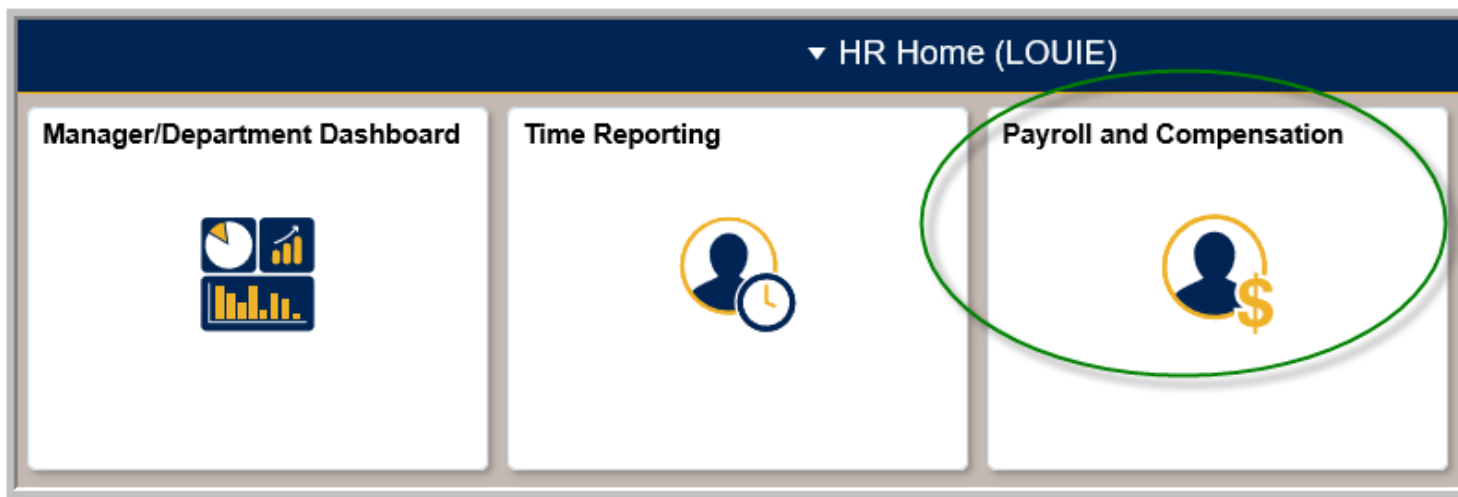 HR Home (LOUIE)
Manager/Department Dashboard
Time Reporting
Payroll and Compensation
$